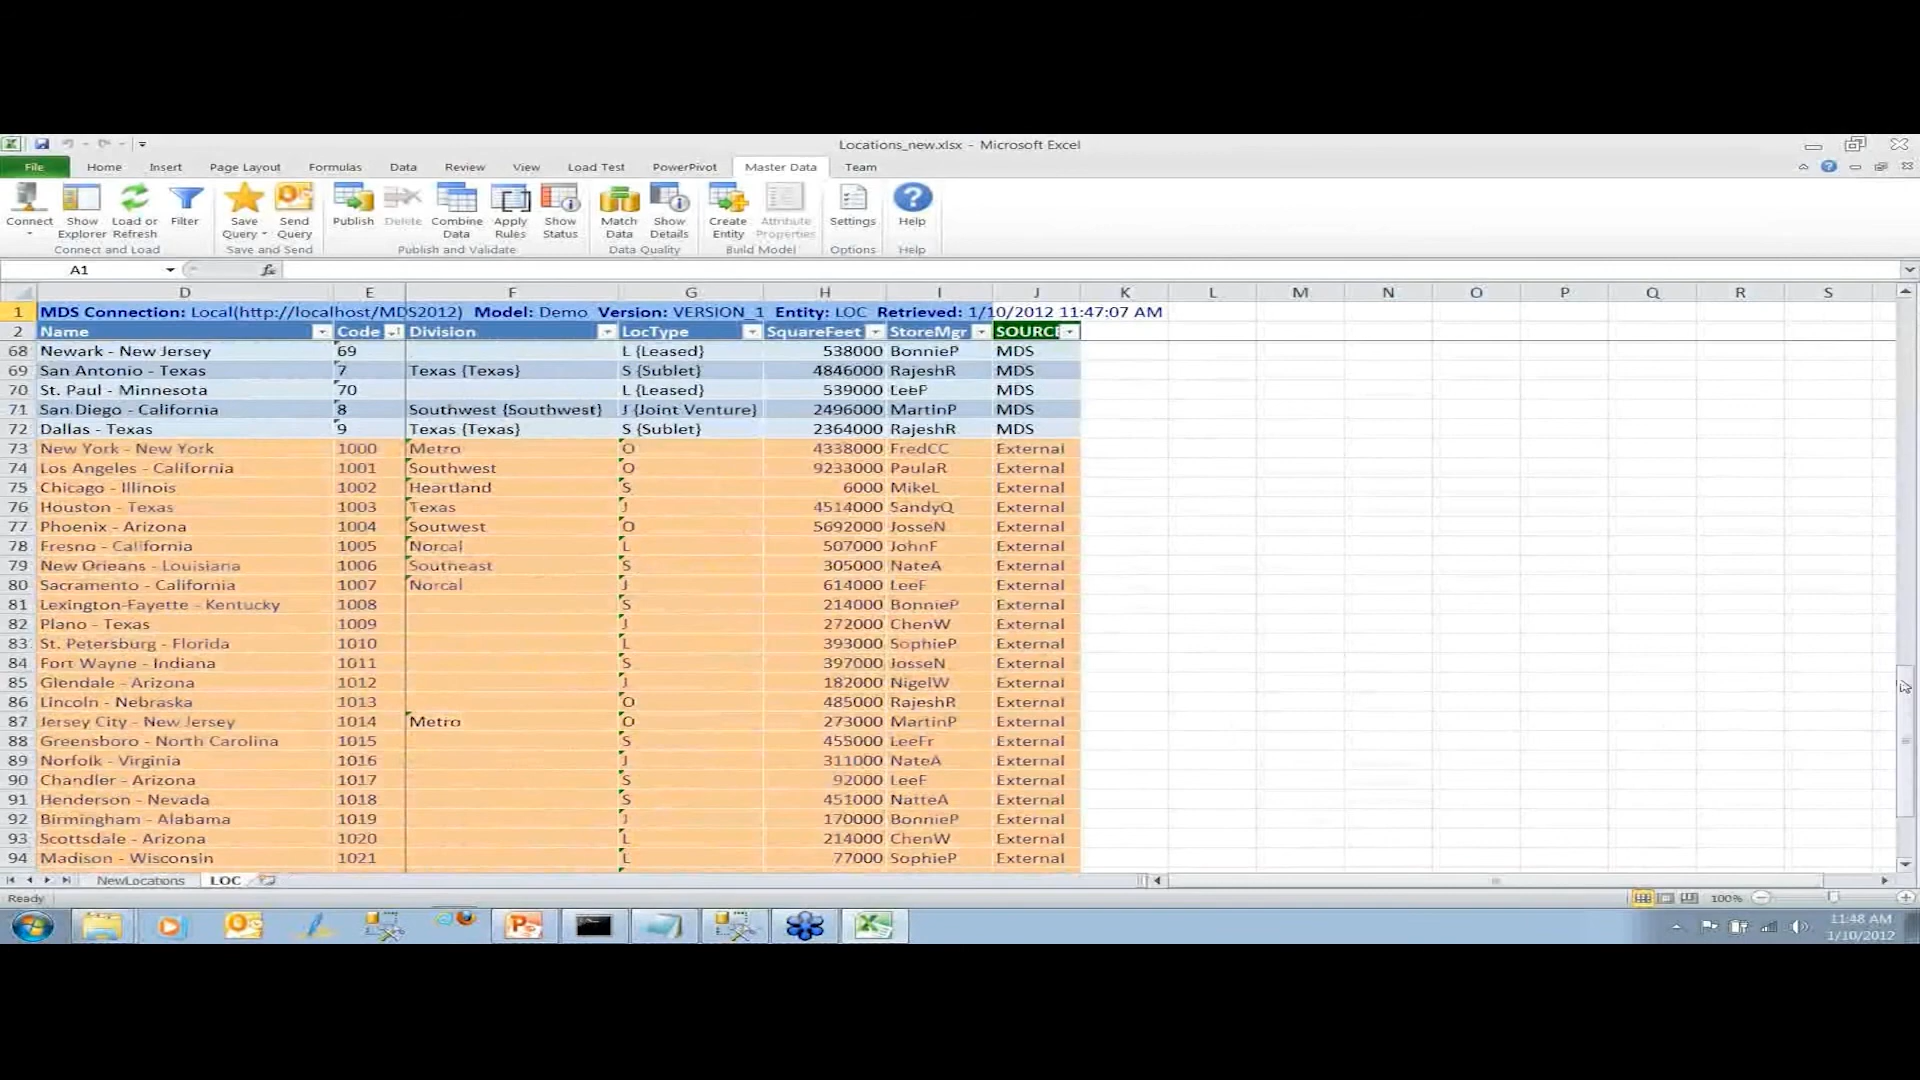 Locations_new.xlsx - Microsoft Excel
File Home Insert Page Layout Formulas Data Review View Load Test PowerPivot Master Data Team
Connect Show Explorer Load or Refresh Filter Save Query Send Query Publish Delete Combine Data Apply Rules Show Status Match Data Show Details Create Entity Attribute Properties Settings Help
Connect and Load Save and Send Publish and Validate Data Quality Build Model Options Help
A1 fx
D E F G H I J K L M N O P Q R S
1 MDS Connection: Local(http://localhost/MDS2012) Model: Demo Version: VERSION_1 Entity: LOC Retrieved: 1/10/2012 11:47:07 AM
2 Name Code Division LocType SquareFeet StoreMgr SOURCE
68 Newark - New Jersey 69 L {Leased} 538000 BonnieP MDS
69 San Antonio - Texas 7 Texas {Texas} S {Sublet} 4846000 RajeshR MDS
70 St. Paul - Minnesota 70 L {Leased} 539000 LeeP MDS
71 San Diego - California 8 Southwest {Southwest} J {Joint Venture} 2496000 MartinP MDS
72 Dallas - Texas 9 Texas {Texas} S {Sublet} 2364000 RajeshR MDS
73 New York - New York 1000 Metro O 4338000 FredCC External
74 Los Angeles - California 1001 Southwest O 9233000 PaulaR External
75 Chicago - Illinois 1002 Heartland S 6000 MikeL External
76 Houston - Texas 1003 Texas J 4514000 SandyQ External
77 Phoenix - Arizona 1004 Soutwest O 5692000 JosseN External
78 Fresno - California 1005 Norcal L 507000 JohnF External
79 New Orleans - Louisiana 1006 Southeast S 305000 NateA External
80 Sacramento - California 1007 Norcal J 614000 LeeF External
81 Lexington-Fayette - Kentucky 1008 S 214000 BonnieP External
82 Plano - Texas 1009 J 272000 ChenW External
83 St. Petersburg - Florida 1010 L 393000 SophieP External
84 Fort Wayne - Indiana 1011 S 397000 JosseN External
85 Glendale - Arizona 1012 J 182000 NigelW External
86 Lincoln - Nebraska 1013 O 485000 RajeshR External
87 Jersey City - New Jersey 1014 Metro O 273000 MartinP External
88 Greensboro - North Carolina 1015 S 455000 LeeFr External
89 Norfolk - Virginia 1016 J 311000 NateA External
90 Chandler - Arizona 1017 S 92000 LeeF External
91 Henderson - Nevada 1018 S 451000 NatteA External
92 Birmingham - Alabama 1019 J 170000 BonnieP External
93 Scottsdale - Arizona 1020 L 214000 ChenW External
94 Madison - Wisconsin 1021 L 77000 SophieP External
NewLocations LOC
Ready 100%
11:48 AM
1/10/2012